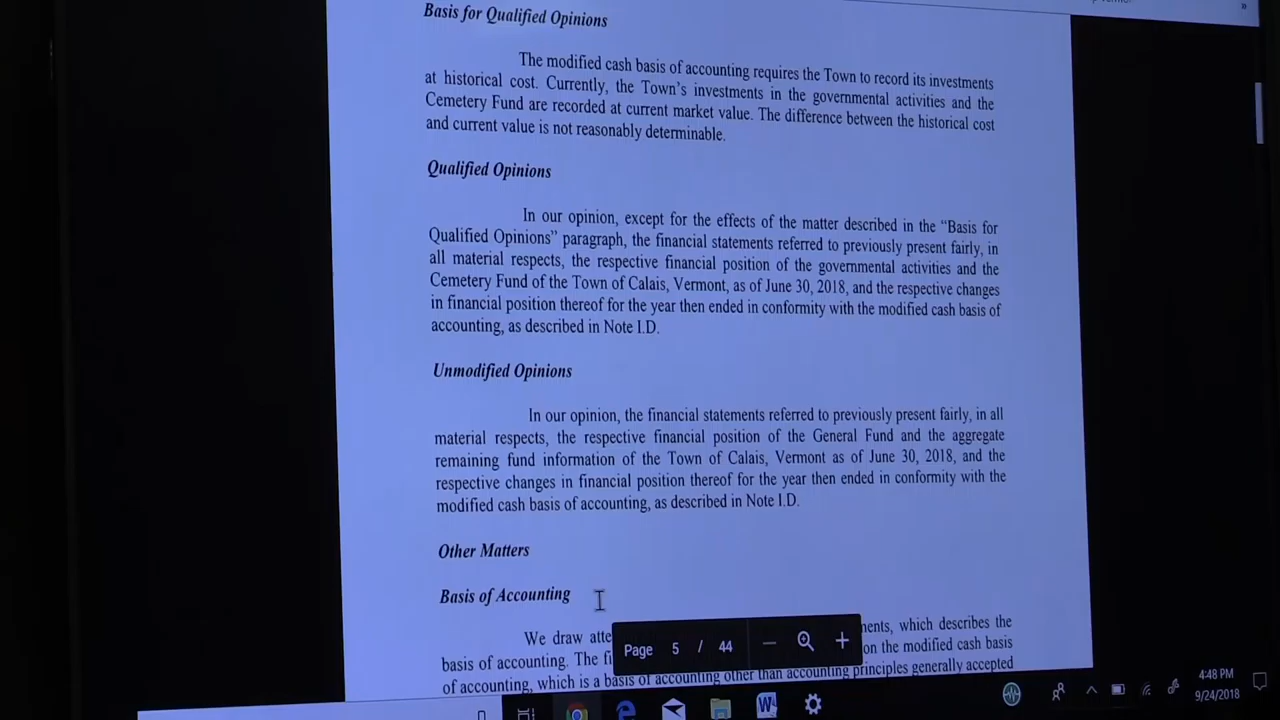 Basis for Qualified Opinions
The modified cash basis of accounting requires the Town to record its investments
at historical cost. Currently, the Town's investments in the governmental activities and the
Cemetery Fund are recorded at current market value. The difference between the historical cost
and current value is not reasonably determinable.
Qualified Opinions
In our opinion, except for the effects of the matter described in the "Basis for
Qualified Opinions" paragraph, the financial statements referred to previously present fairly, in
all material respects, the respective financial position of the governmental activities and the
Cemetery Fund of the Town of Calais, Vermont, as of June 30, 2018, and the respective changes
in financial position thereof for the year then ended in conformity with the modified cash basis of
accounting, as described in Note I.D.
Unmodified Opinions
In our opinion, the financial statements referred to previously present fairly, in all
material respects, the respective financial position of the General Fund and the aggregate
remaining fund information of the Town of Calais, Vermont as of June 30, 2018, and the
respective changes in financial position thereof for the year then ended in conformity with the
modified cash basis of accounting, as described in Note I.D.
Other Matters
Basis of Accounting
We draw atte ments, which describes the
basis of accounting. The fi on the modified cash basis
of accounting, which is a basis of accounting other than accounting principles generally accepted
Page 5 / 44
4:48 PM
9/24/2018